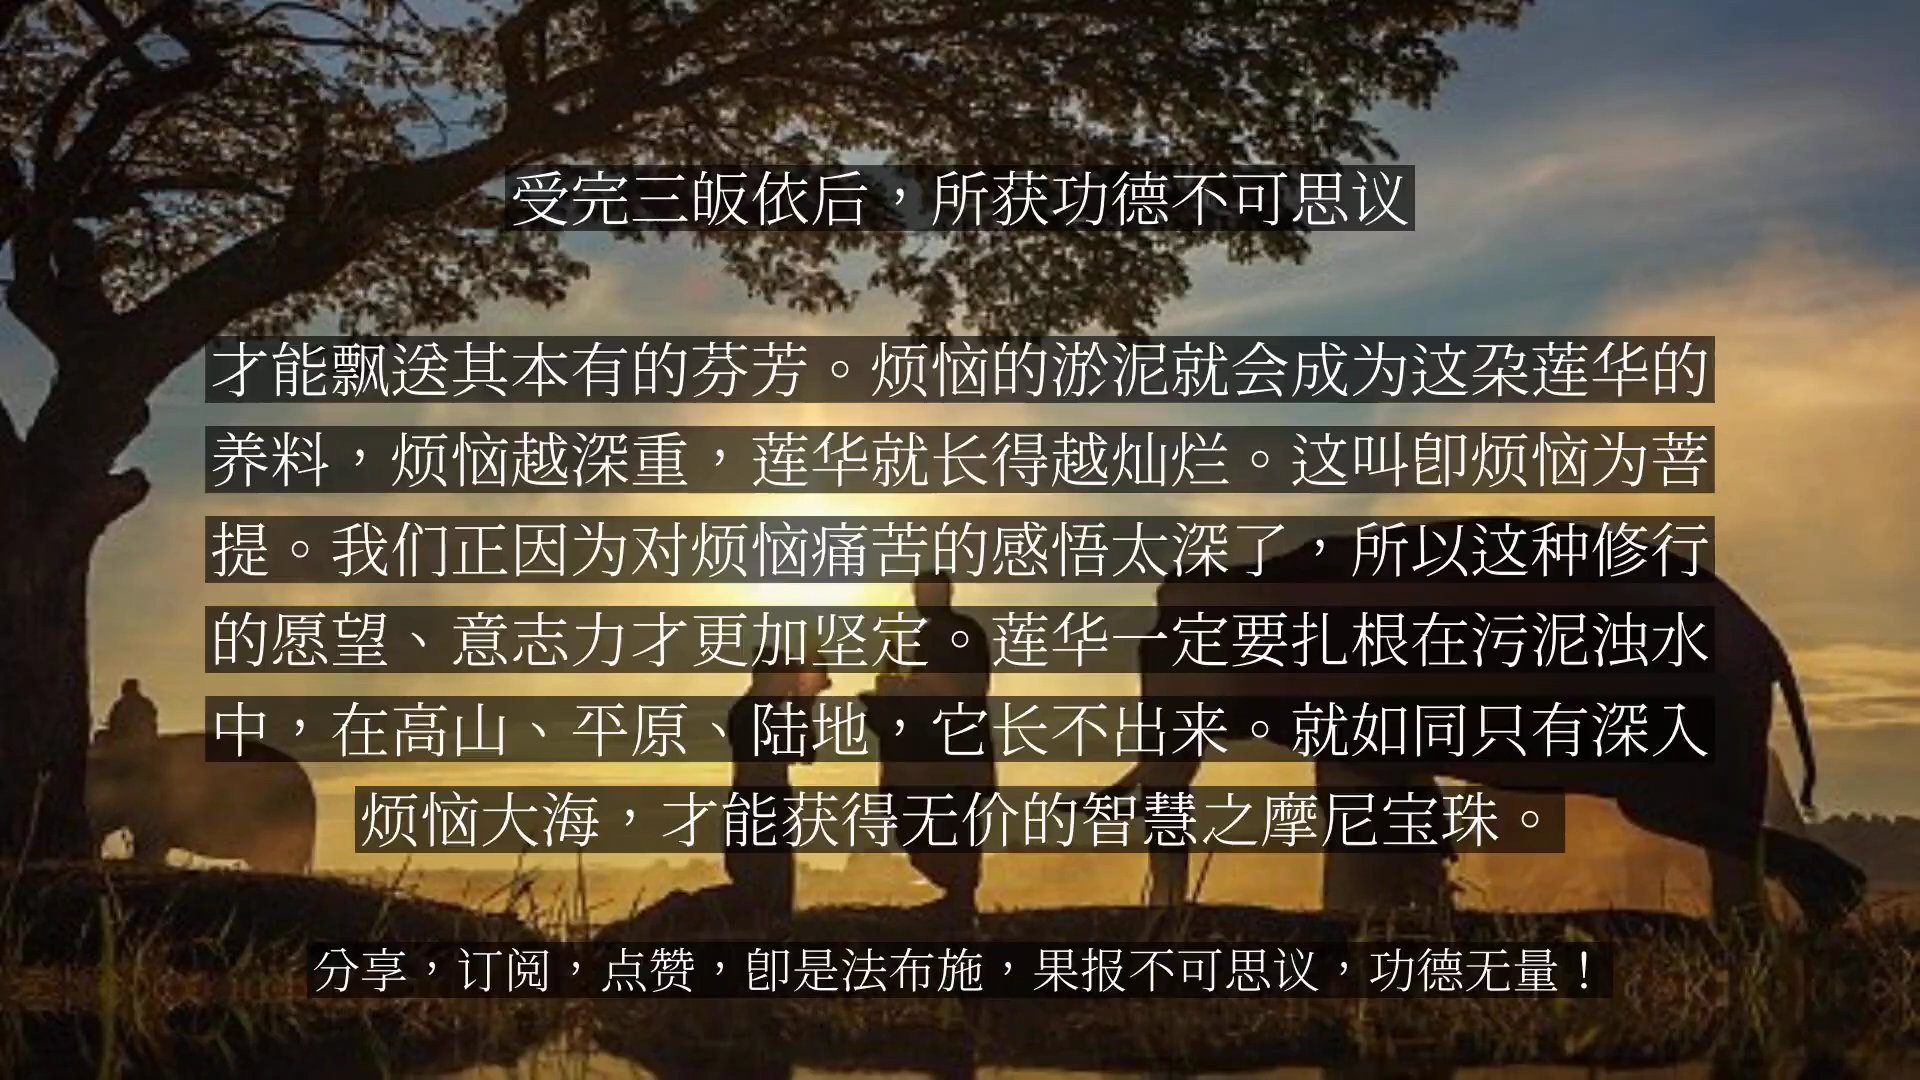 受完三皈依后，所获功德不可思议
才能飘送其本有的芬芳。烦恼的淤泥就会成为这朵莲华的
养料，烦恼越深重，莲华就长得越灿烂。这叫即烦恼为菩
提。我们正因为对烦恼痛苦的感悟太深了，所以这种修行
的愿望、意志力才更加坚定。莲华一定要扎根在污泥浊水
中，在高山、平原、陆地，它长不出来。就如同只有深入
烦恼大海，才能获得无价的智慧之摩尼宝珠。
分享，订阅，点赞，即是法布施，果报不可思议，功德无量！